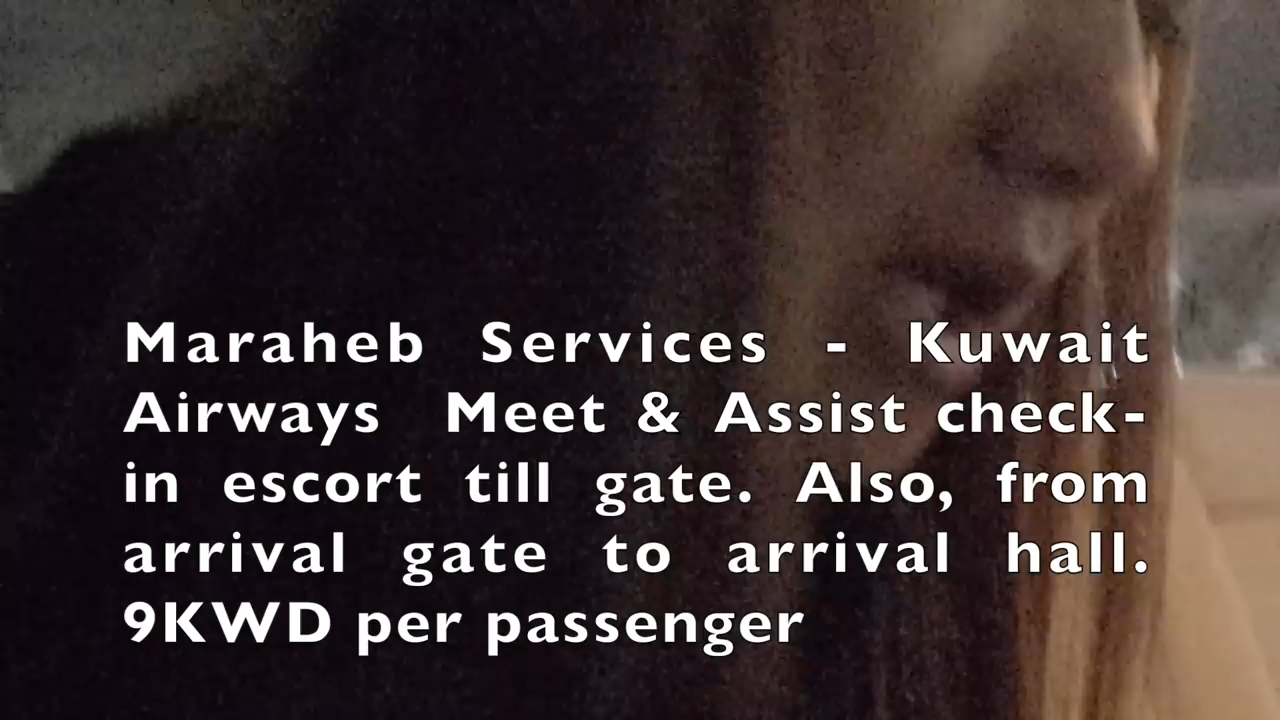 Maraheb Services - Kuwait
Airways Meet & Assist check-
in escort till gate. Also, from
arrival gate to arrival hall.
9KWD per passenger